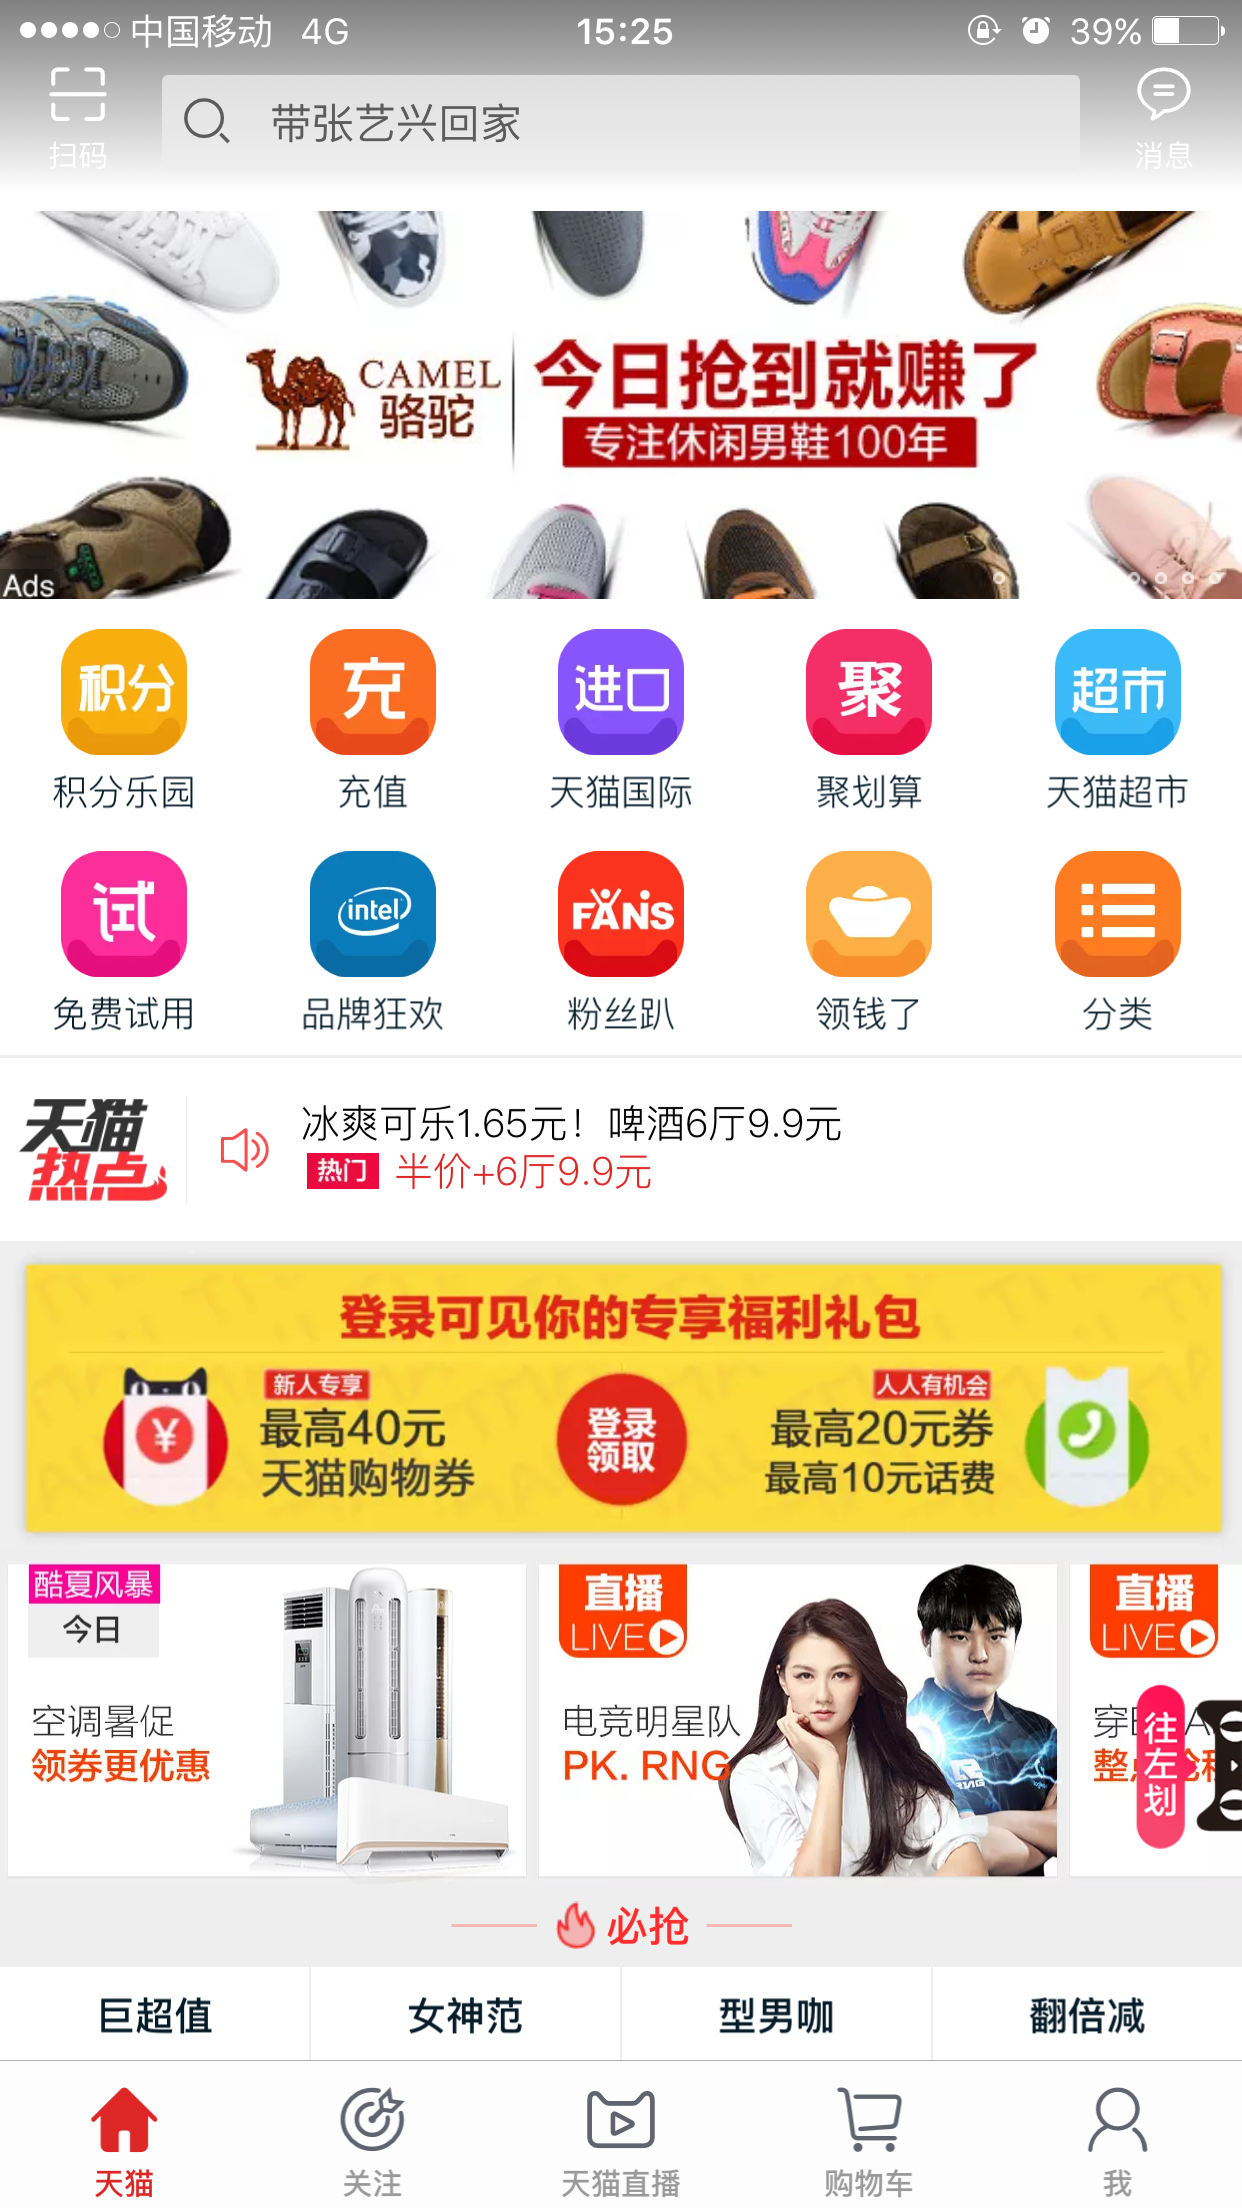 中国移动 4G 15:25 39%
扫码
带张艺兴回家
消息
CAMEL
骆驼
今日抢到就赚了
专注休闲男鞋100年
Ads
积分 充 进口 聚 超市
积分乐园 充值 天猫国际 聚划算 天猫超市
试 intel FANS
免费试用 品牌狂欢 粉丝趴 领钱了 分类
天猫
热点
冰爽可乐1.65元！啤酒6厅9.9元
热门 半价+6厅9.9元
登录可见你的专享福利礼包
新人专享
最高40元
天猫购物券
¥
登录
领取
人人有机会
最高20元券
最高10元话费
酷夏风暴
今日
空调暑促
领券更优惠
直播
LIVE
电竞明星队
PK. RNG
RNG
直播
LIVE
穿
整点
往左划
必抢
巨超值 女神范 型男咖 翻倍减
天猫 关注 天猫直播 购物车 我